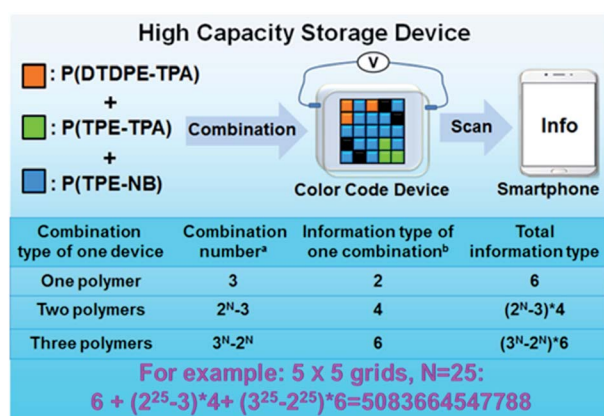 High Capacity Storage Device
: P(DTDPE-TPA)
+
: P(TPE-TPA)
+
: P(TPE-NB)
Combination
V
Color Code Device
Scan
Info
Smartphone
Combination type of one device Combination numberᵃ Information type of one combinationᵇ Total information type
One polymer 3 2 6
Two polymers 2ᴺ-3 4 (2ᴺ-3)*4
Three polymers 3ᴺ-2ᴺ 6 (3ᴺ-2ᴺ)*6
For example: 5 x 5 grids, N=25:
6 + (2²⁵-3)*4+ (3²⁵-2²⁵)*6=5083664547788